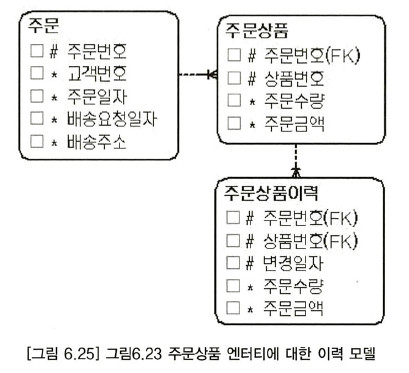 주문
□ # 주문번호
□ * 고객번호
□ * 주문일자
□ * 배송요청일자
□ * 배송주소
주문상품
□ # 주문번호(FK)
□ # 상품번호
□ * 주문수량
□ * 주문금액
주문상품이력
□ # 주문번호(FK)
□ # 상품번호(FK)
□ # 변경일자
□ * 주문수량
□ * 주문금액
[그림 6.25] 그림6.23 주문상품 엔터티에 대한 이력 모델